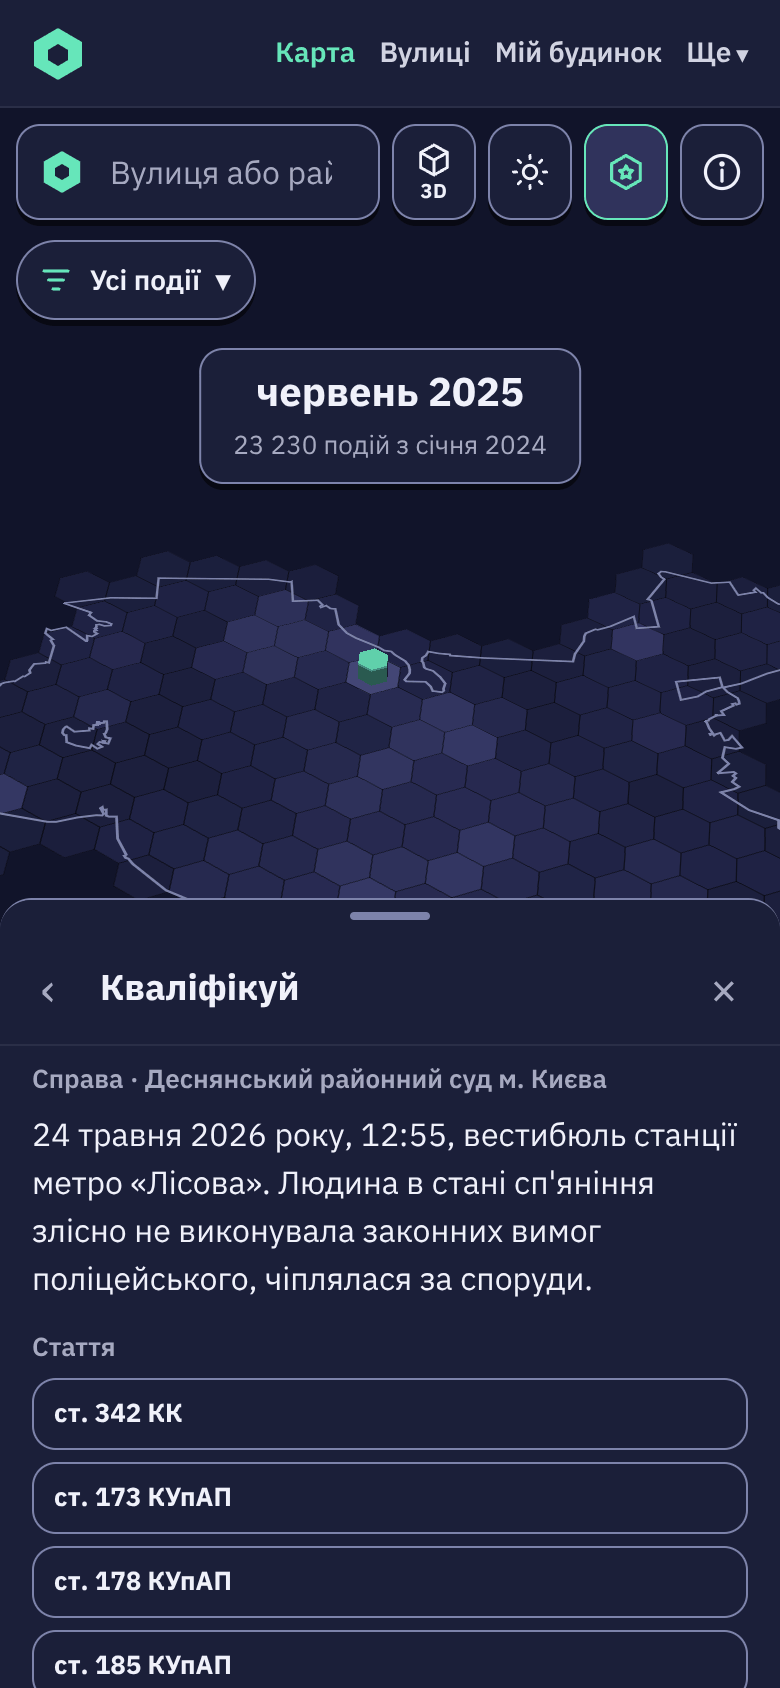 Карта Вулиці Мій будинок Ще ▾
Вулиця або рай
3D
Усі події ▼
червень 2025
23 230 подій з січня 2024
‹ Кваліфікуй ×
Справа · Деснянський районний суд м. Києва
24 травня 2026 року, 12:55, вестибюль станції
метро «Лісова». Людина в стані сп'яніння
злісно не виконувала законних вимог
поліцейського, чіплялася за споруди.
Стаття
ст. 342 КК
ст. 173 КУпАП
ст. 178 КУпАП
ст. 185 КУпАП